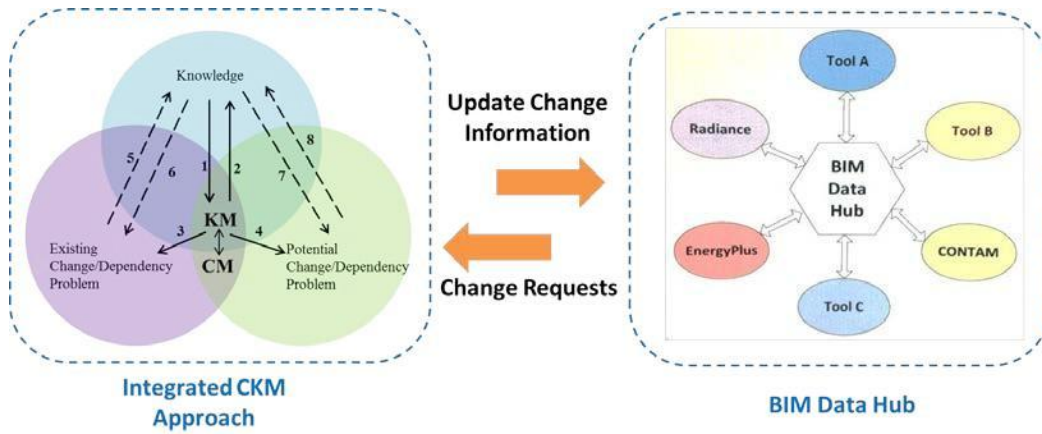 Knowledge
5
6
1
2
7
8
KM
3
4
CM
Existing
Change/Dependency
Problem
Potential
Change/Dependency
Problem
Integrated CKM
Approach
Update Change
Information
Change Requests
Tool A
Radiance
Tool B
BIM
Data
Hub
EnergyPlus
CONTAM
Tool C
BIM Data Hub